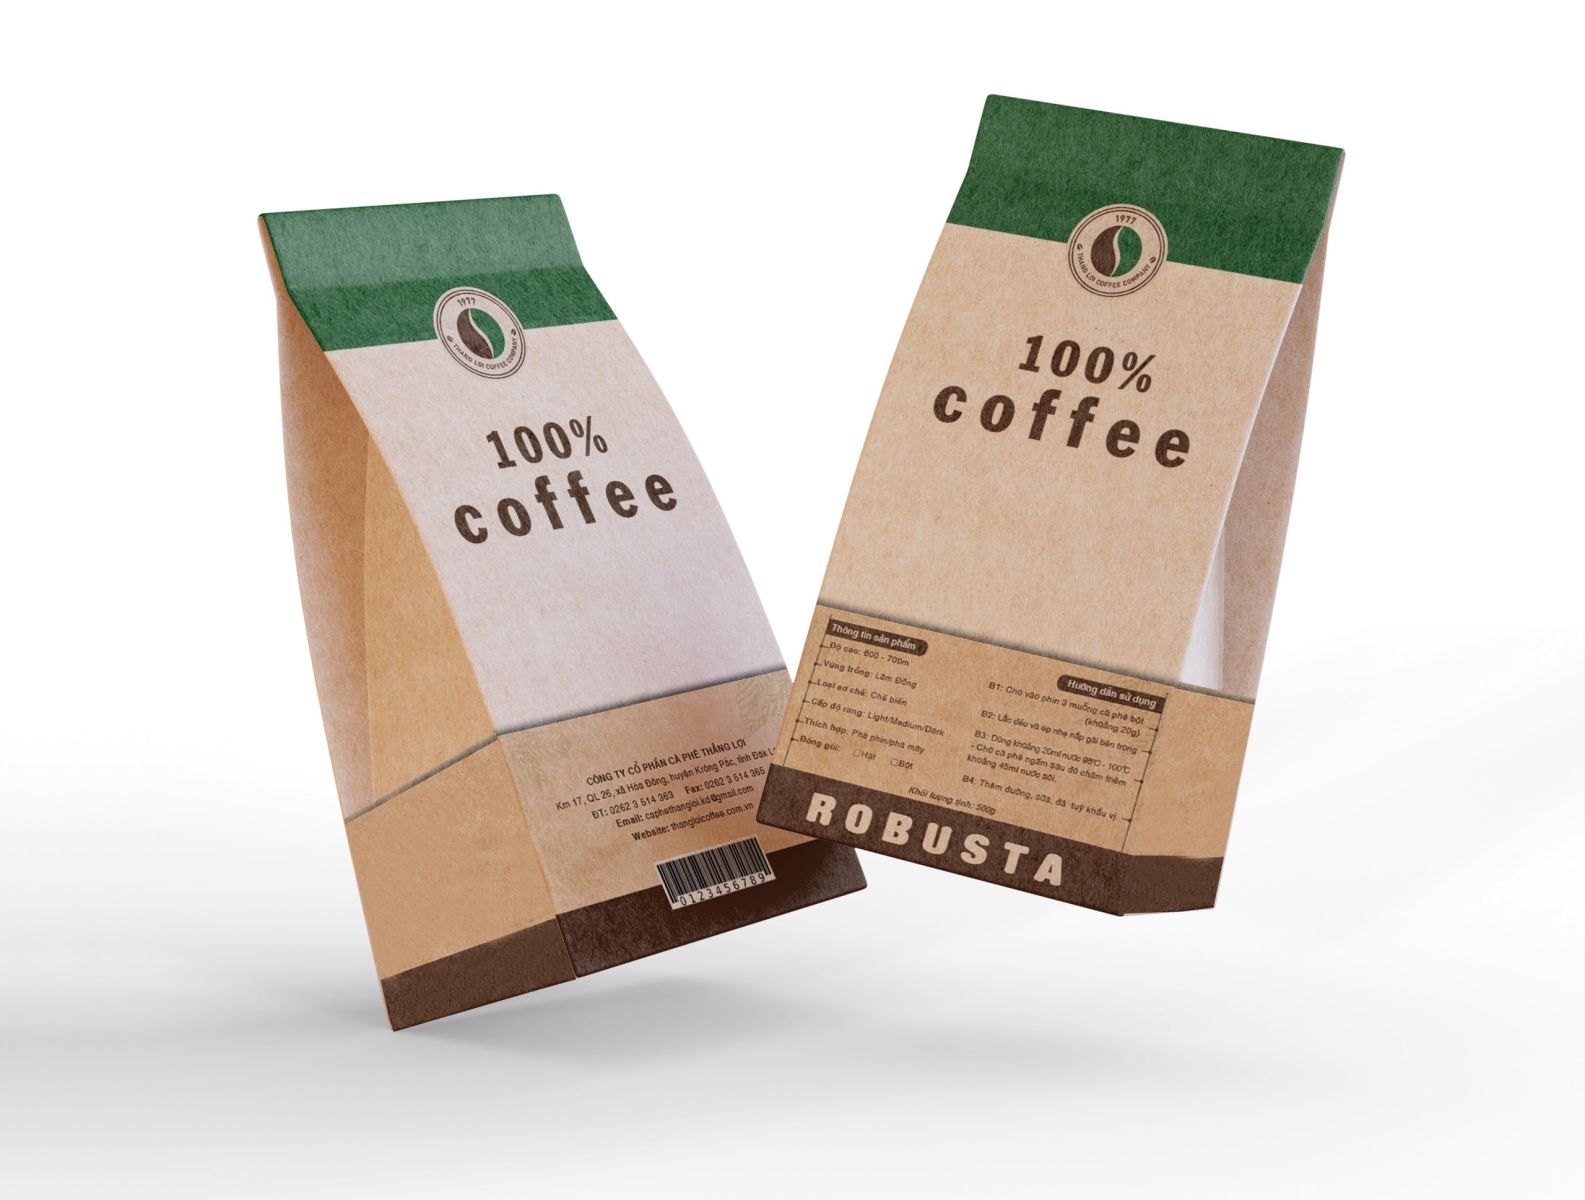 1977
THANG LOI COFFEE COMPANY
100%
coffee
CÔNG TY CỔ PHẦN CÀ PHÊ THẮNG LỢI
Km 17, QL 26, xã Hòa Đông, huyện Krông Pắc, tỉnh Đăk L
ĐT: 0262 3 514 363 Fax: 0262 3 514 365
Email: caphethangloi.kd@gmail.com
Website: thangloicoffee.com.vn
0123456789
1977
THANG LOI COFFEE COMPANY
100%
coffee
Thông tin sản phẩm
Độ cao: 600 - 700m
Vùng trồng: Lâm Đồng
Loại sơ chế: Chế biến
Cấp độ rang: Light/Medium/Dark
Thích hợp: Pha phin/pha máy
Đóng gói: Hạt Bột
Hướng dẫn sử dụng
B1: Cho vào phin 3 muỗng cà phê bột
(khoảng 20g)
B2: Lắc đều và ép nhẹ nắp gài bên trong
B3: Dùng khoảng 20ml nước 96°C - 100°C
- Chờ cà phê ngấm sau đó châm thêm
khoảng 45ml nước sôi.
B4: Thêm đường, sữa, đá tuỳ khẩu vị.
Khối lượng tịnh: 500g
ROBUSTA